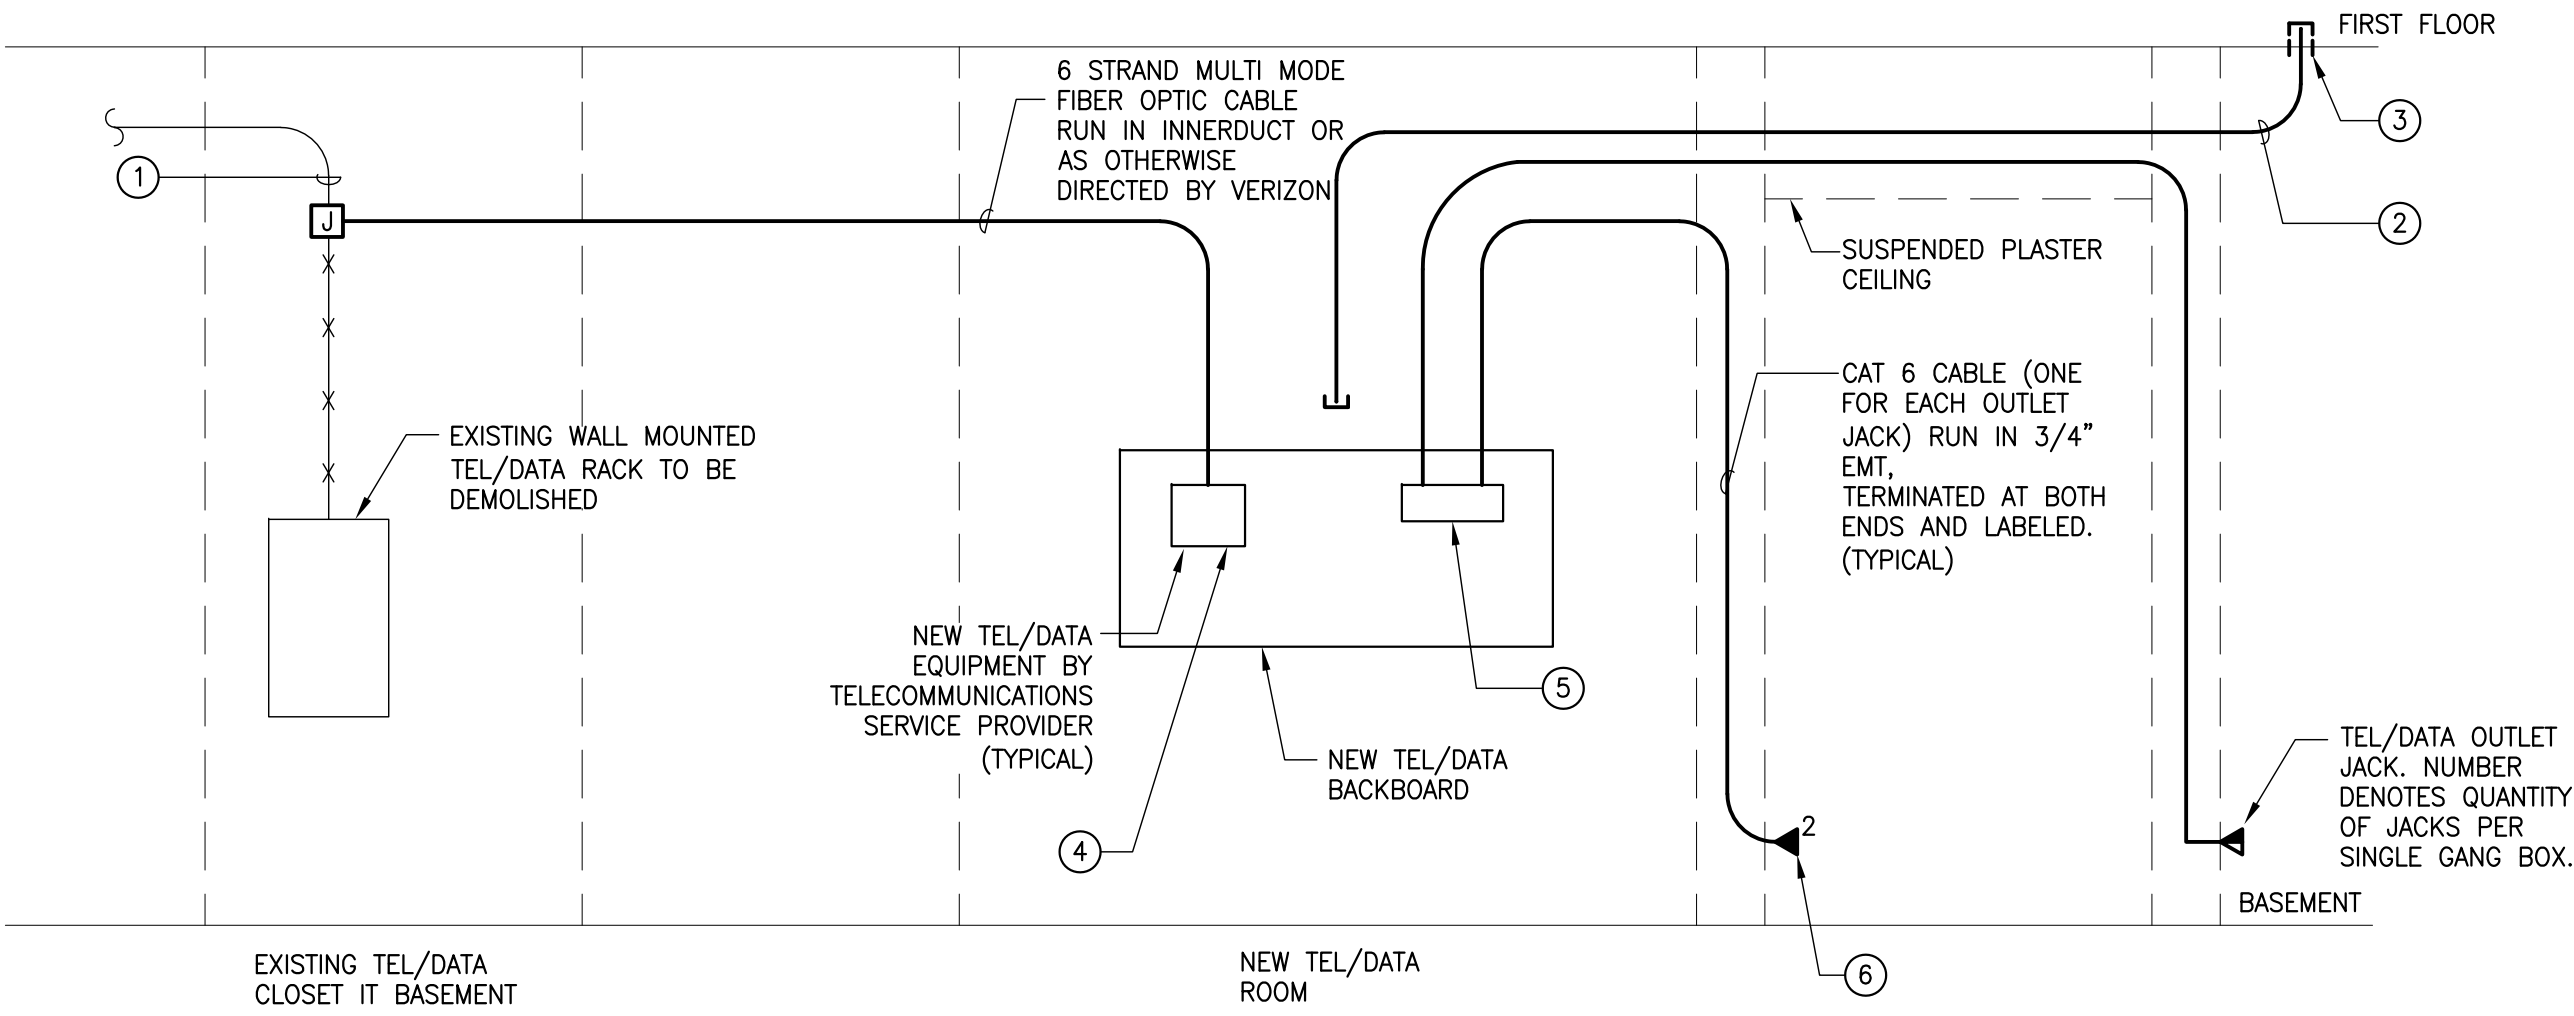 FIRST FLOOR
6 STRAND MULTI MODE
FIBER OPTIC CABLE
RUN IN INNERDUCT OR
AS OTHERWISE
DIRECTED BY VERIZON
3
1
J
2
SUSPENDED PLASTER
CEILING
CAT 6 CABLE (ONE
FOR EACH OUTLET
JACK) RUN IN 3/4”
EMT,
TERMINATED AT BOTH
ENDS AND LABELED.
(TYPICAL)
EXISTING WALL MOUNTED
TEL/DATA RACK TO BE
DEMOLISHED
NEW TEL/DATA
EQUIPMENT BY
TELECOMMUNICATIONS
SERVICE PROVIDER
(TYPICAL)
5
NEW TEL/DATA
BACKBOARD
4
2
TEL/DATA OUTLET
JACK. NUMBER
DENOTES QUANTITY
OF JACKS PER
SINGLE GANG BOX.
BASEMENT
6
EXISTING TEL/DATA
CLOSET IT BASEMENT
NEW TEL/DATA
ROOM